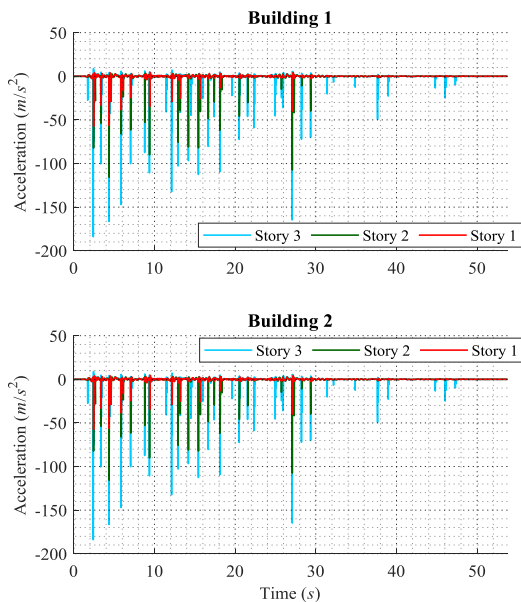 Building 1
50
0
-50
-100
-150
-200
Acceleration (m/s²)
Story 3 Story 2 Story 1
0 10 20 30 40 50
Building 2
50
0
-50
-100
-150
-200
Acceleration (m/s²)
Story 3 Story 2 Story 1
0 10 20 30 40 50
Time (s)